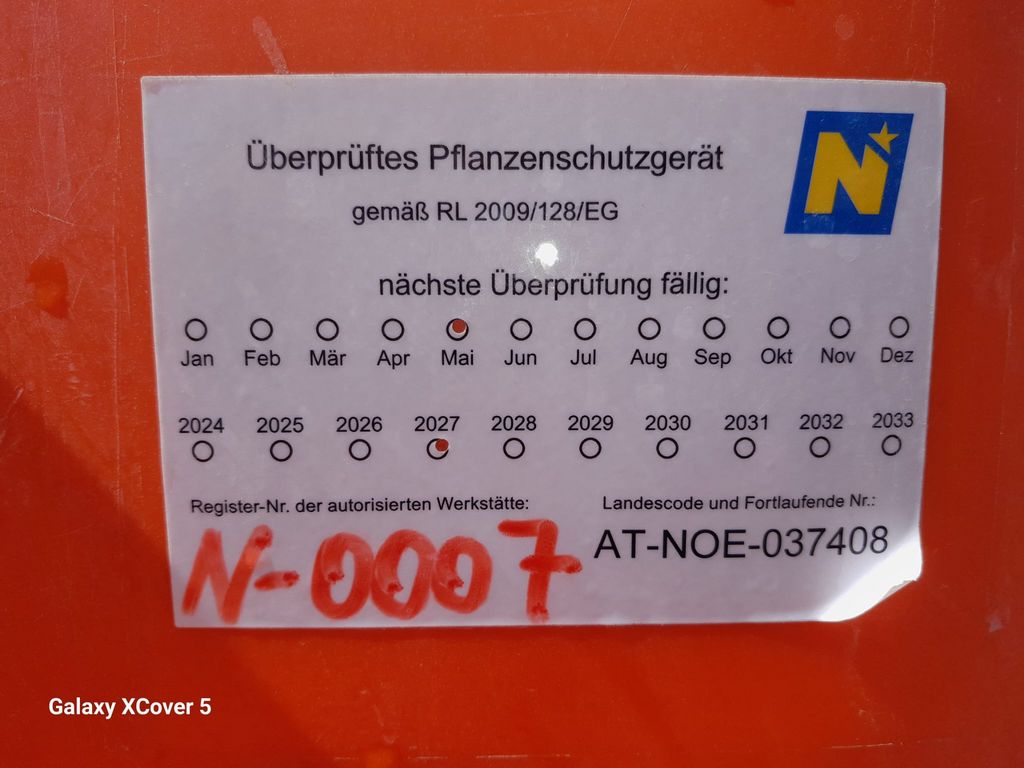 Überprüftes Pflanzenschutzgerät
N
gemäß RL 2009/128/EG
nächste Überprüfung fällig:
Jan Feb Mär Apr Mai Jun Jul Aug Sep Okt Nov Dez
2024 2025 2026 2027 2028 2029 2030 2031 2032 2033
Register-Nr. der autorisierten Werkstätte:
N-0007
Landescode und Fortlaufende Nr.:
AT-NOE-037408
Galaxy XCover 5